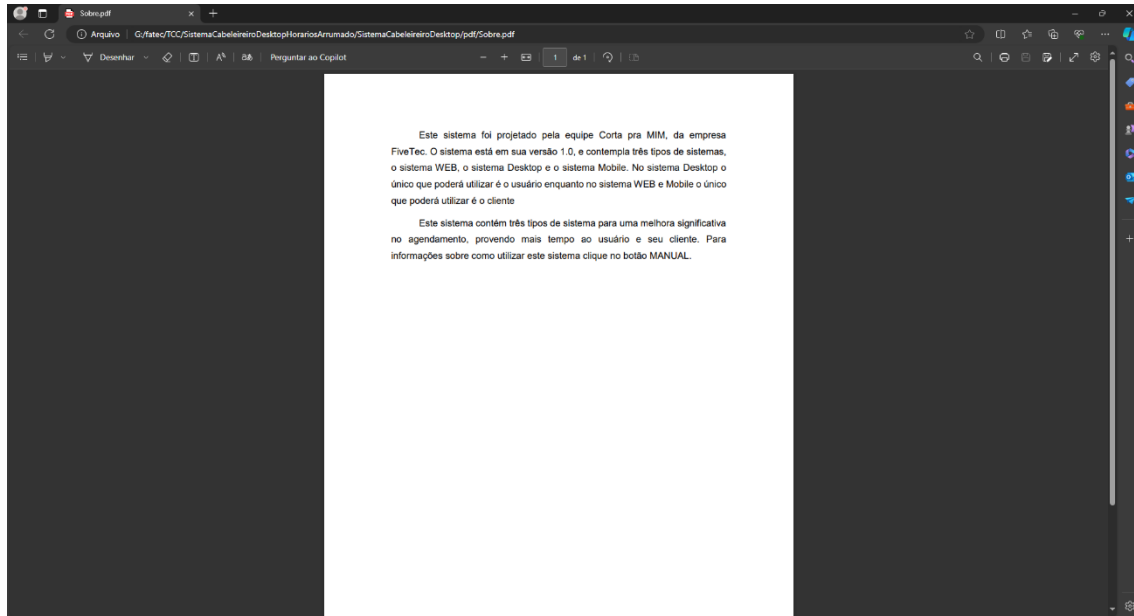 Sobre.pdf
Arquivo | G:/fatec/TCC/SistemaCabeleireiroDesktopHorariosArrumado/SistemaCabeleireiroDesktop/pdf/Sobre.pdf
Desenhar Perguntar ao Copilot 1 de 1
Este sistema foi projetado pela equipe Corta pra MIM, da empresa
FiveTec. O sistema está em sua versão 1.0, e contempla três tipos de sistemas,
o sistema WEB, o sistema Desktop e o sistema Mobile. No sistema Desktop o
único que poderá utilizar é o usuário enquanto no sistema WEB e Mobile o único
que poderá utilizar é o cliente
Este sistema contém três tipos de sistema para uma melhora significativa
no agendamento, provendo mais tempo ao usuário e seu cliente. Para
informações sobre como utilizar este sistema clique no botão MANUAL.